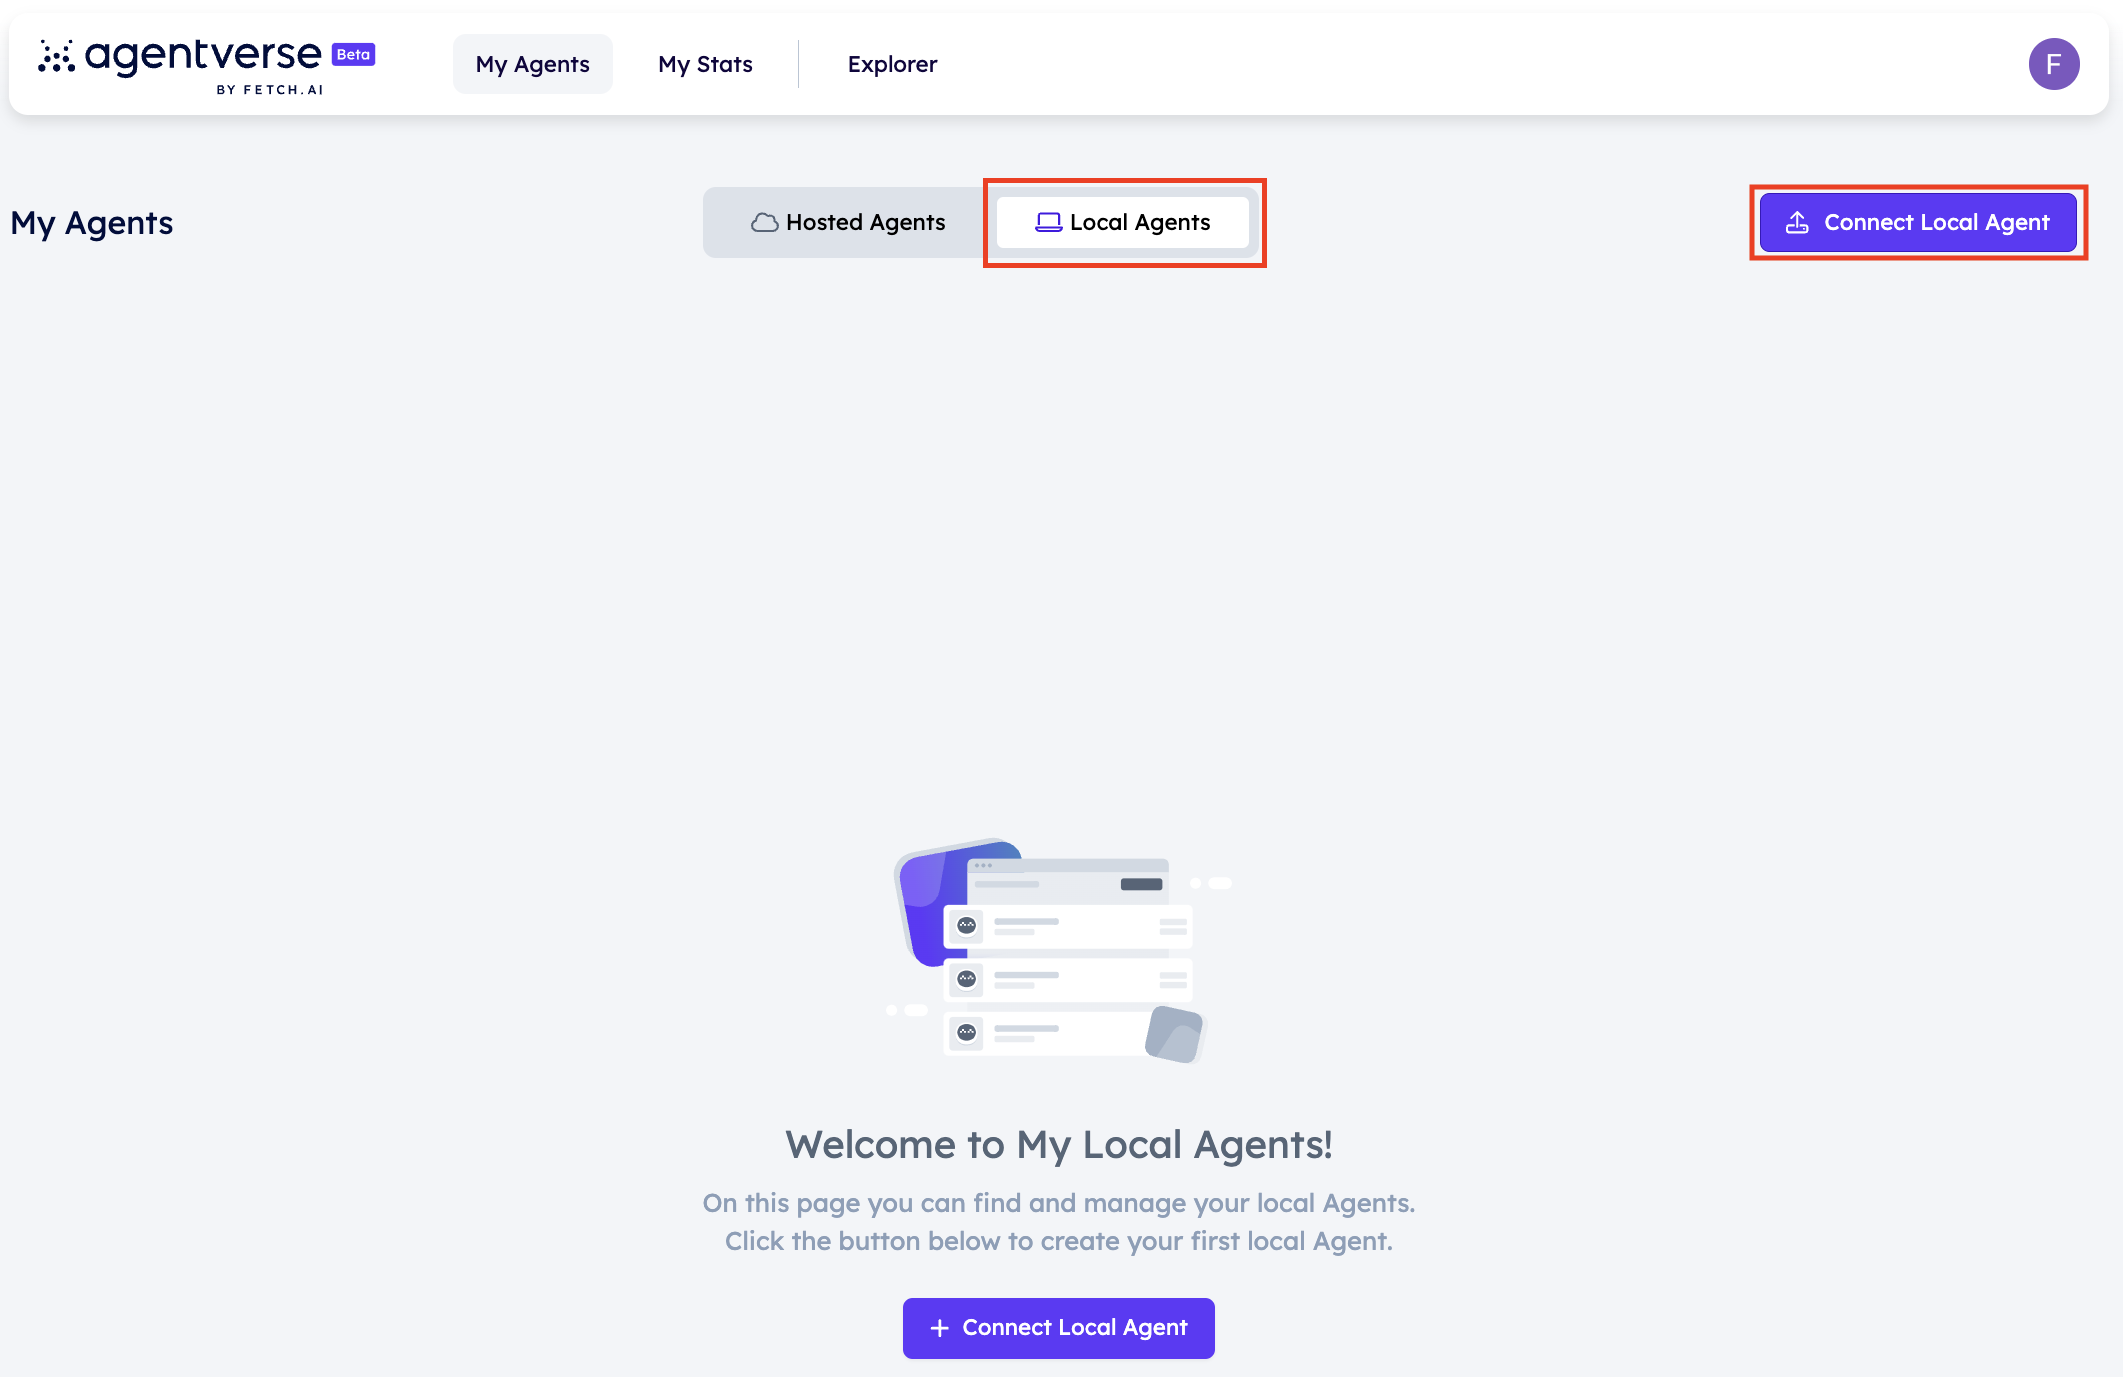 agentverse Beta
BY FETCH.AI
My Agents My Stats Explorer
F
My Agents
Hosted Agents Local Agents
Connect Local Agent
Welcome to My Local Agents!
On this page you can find and manage your local Agents.
Click the button below to create your first local Agent.
+ Connect Local Agent